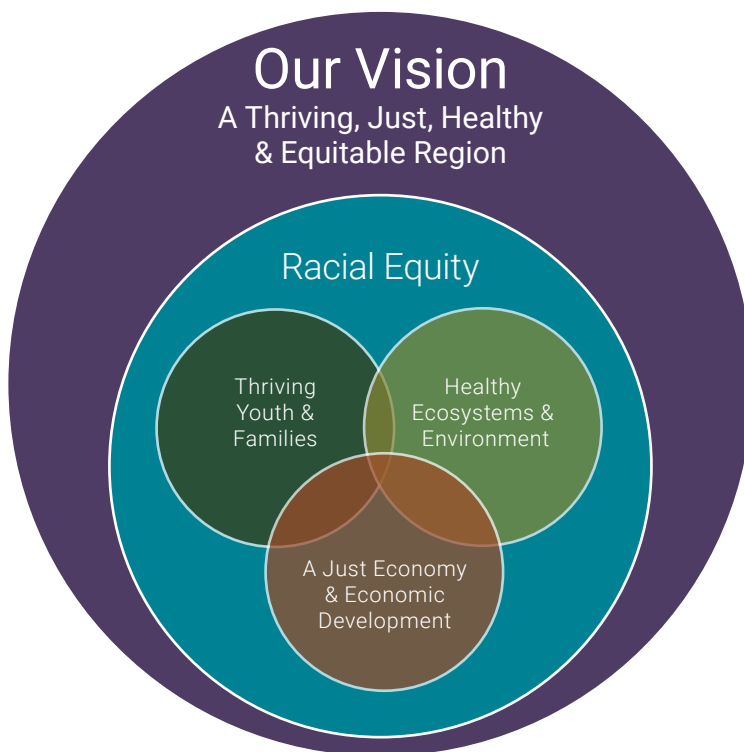 Our Vision
A Thriving, Just, Healthy
& Equitable Region
Racial Equity
Thriving
Youth &
Families
Healthy
Ecosystems &
Environment
A Just Economy
& Economic
Development